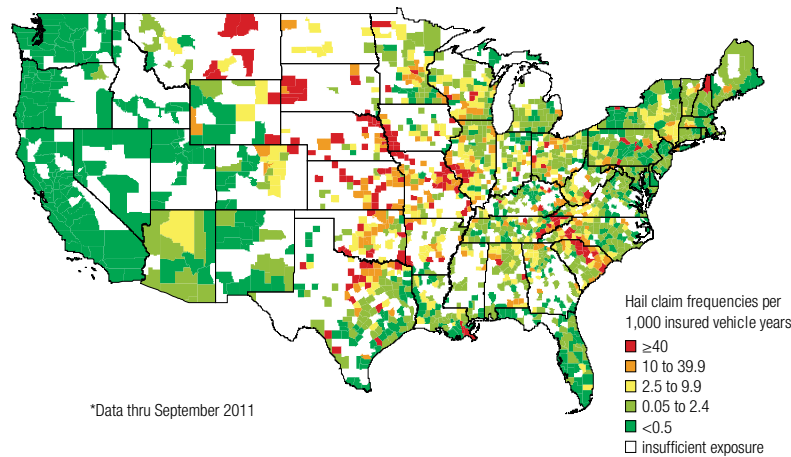 Hail claim frequencies per
1,000 insured vehicle years
≥40
10 to 39.9
2.5 to 9.9
0.05 to 2.4
<0.5
insufficient exposure
*Data thru September 2011